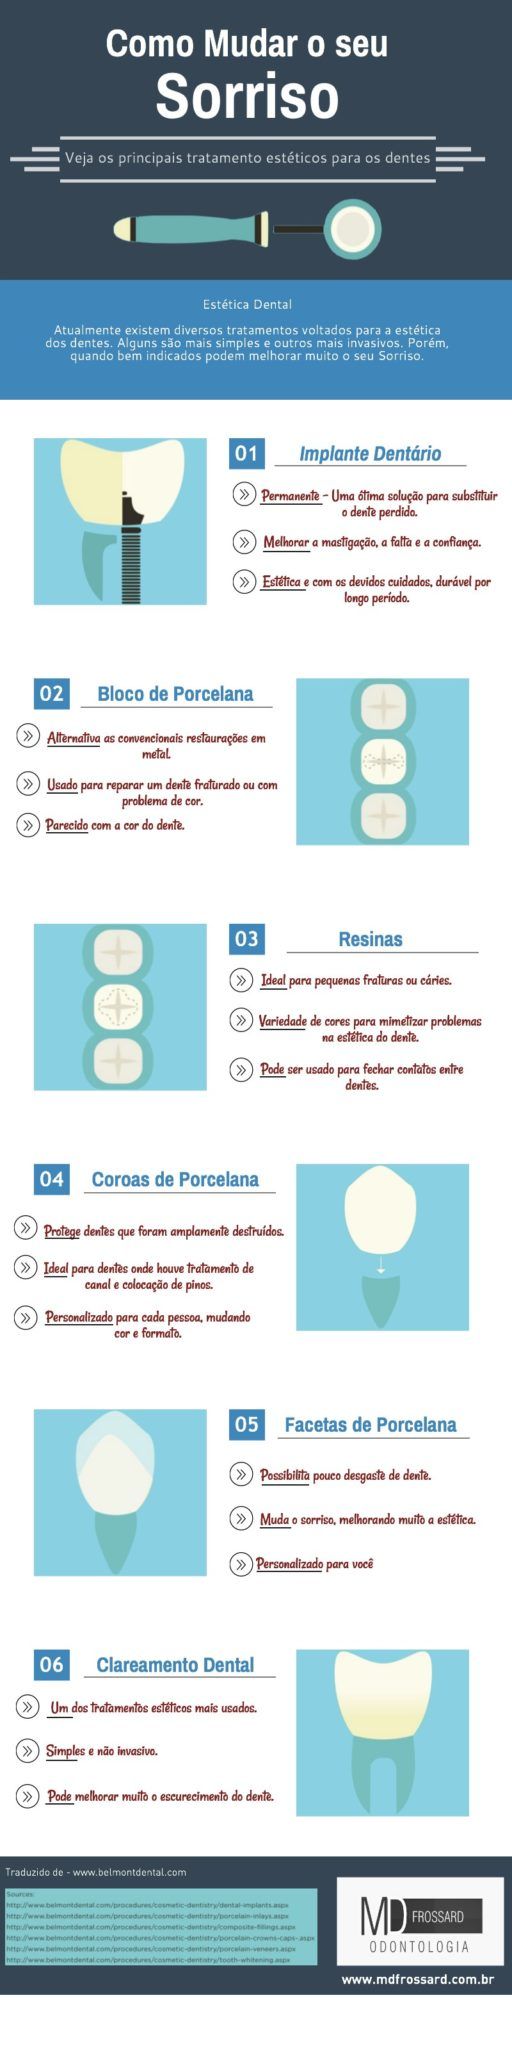 Como Mudar o seu
Sorriso
Veja os principais tratamento estéticos para os dentes
Estética Dental
Atualmente existem diversos tratamentos voltados para a estética
dos dentes. Alguns são mais simples e outros mais invasivos. Porém,
quando bem indicados podem melhorar muito o seu Sorriso.
01 Implante Dentário
Permanente - Uma ótima solução para substituir
o dente perdido.
Melhorar a mastigação, a falta e a confiança.
Estética e com os devidos cuidados, durável por
longo período.
02 Bloco de Porcelana
Alternativa as convencionais restaurações em
metal.
Usado para reparar um dente fraturado ou com
problema de cor.
Parecido com a cor do dente.
03 Resinas
Ideal para pequenas fraturas ou cáries.
Variedade de cores para mimetizar problemas
na estética do dente.
Pode ser usado para fechar contatos entre
dentes.
04 Coroas de Porcelana
Protege dentes que foram amplamente destruídos.
Ideal para dentes onde houve tratamento de
canal e colocação de pinos.
Personalizado para cada pessoa, mudando
cor e formato.
05 Facetas de Porcelana
Possibilita pouco desgaste de dente.
Muda o sorriso, melhorando muito a estética.
Personalizado para você
06 Clareamento Dental
Um dos tratamentos estéticos mais usados.
Simples e não invasivo.
Pode melhorar muito o escurecimento do dente.
Traduzido de - www.belmontdental.com
Sources:
http://www.belmontdental.com/procedures/cosmetic-dentistry/dental-implants.aspx
http://www.belmontdental.com/procedures/cosmetic-dentistry/porcelain-inlays.aspx
http://www.belmontdental.com/procedures/cosmetic-dentistry/composite-fillings.aspx
http://www.belmontdental.com/procedures/cosmetic-dentistry/porcelain-crowns-caps-.aspx
http://www.belmontdental.com/procedures/cosmetic-dentistry/porcelain-veneers.aspx
http://www.belmontdental.com/procedures/cosmetic-dentistry/tooth-whitening.aspx
MD FROSSARD
ODONTOLOGIA
www.mdfrossard.com.br